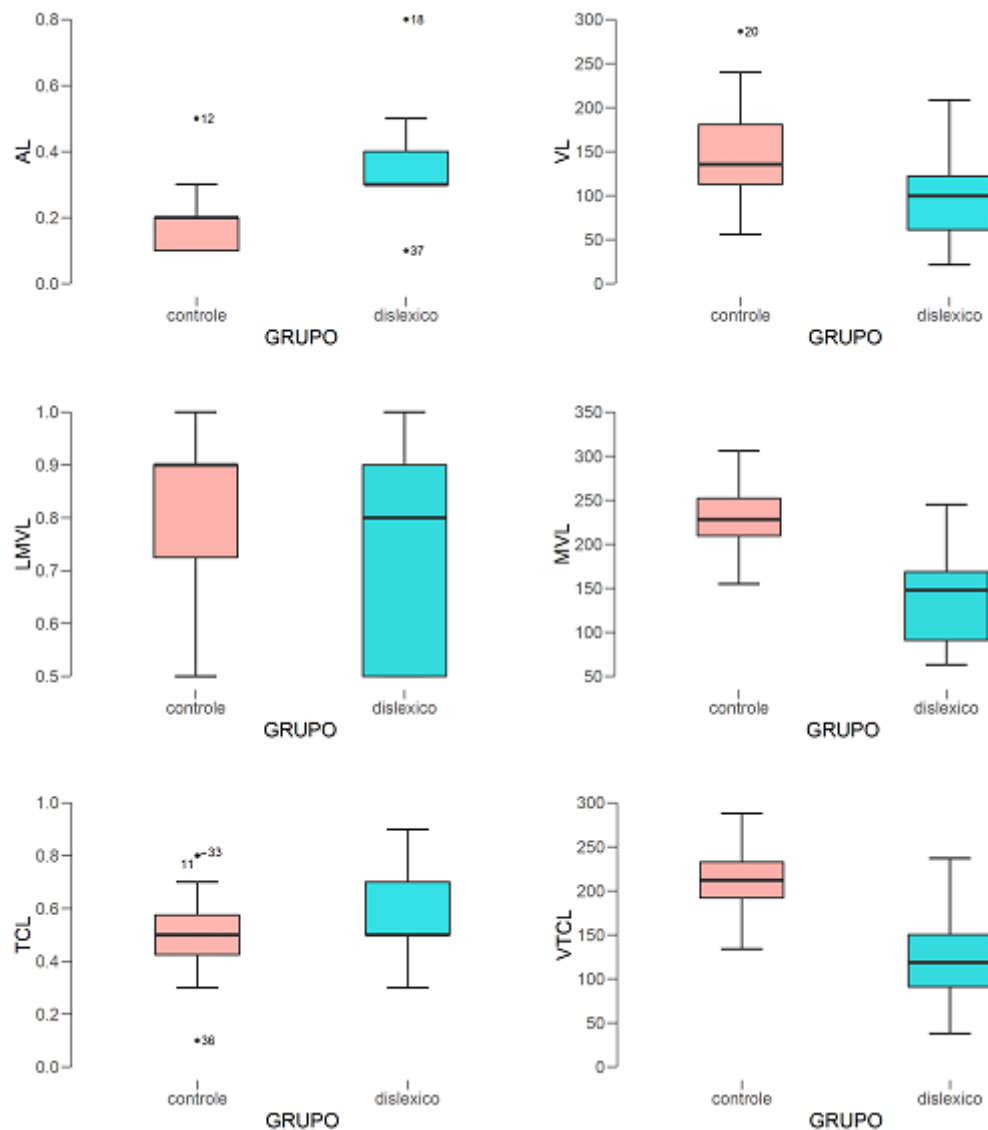 AL
0.8
0.6
0.4
0.2
0.0
12
18
37
controle
dislexico
GRUPO
VL
300
250
200
150
100
50
0
20
controle
dislexico
GRUPO
LMVL
1.0
0.9
0.8
0.7
0.6
0.5
controle
dislexico
GRUPO
MVL
350
300
250
200
150
100
50
controle
dislexico
GRUPO
TCL
1.0
0.8
0.6
0.4
0.2
0.0
11
33
36
controle
dislexico
GRUPO
VTCL
300
250
200
150
100
50
0
controle
dislexico
GRUPO